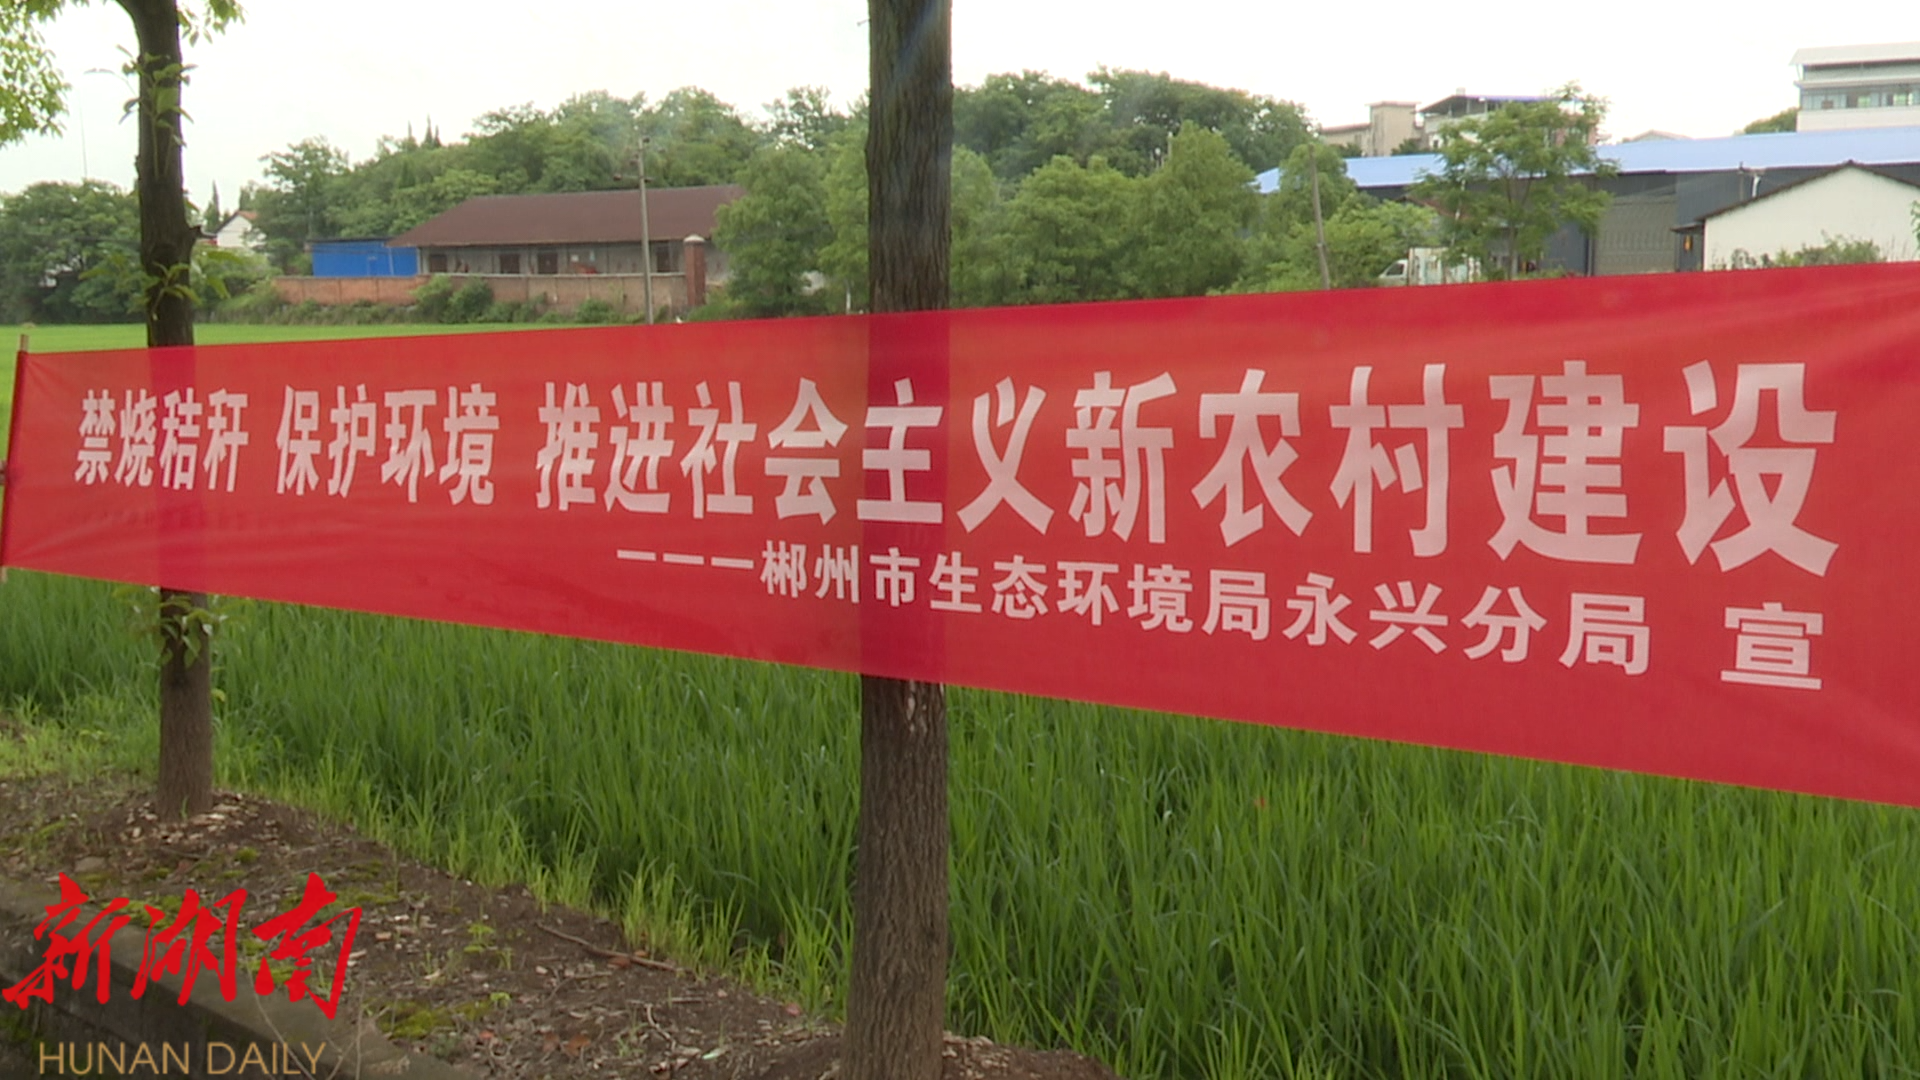 禁烧秸秆 保护环境 推进社会主义新农村建设
———郴州市生态环境局永兴分局 宣
新湖南
HUNAN DAILY